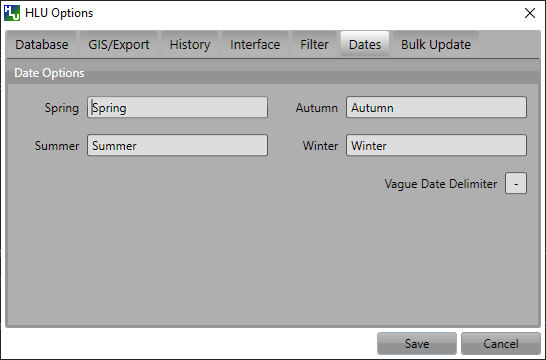 HLU HLU Options
Database GIS/Export History Interface Filter Dates Bulk Update
Date Options
Spring Spring Autumn Autumn
Summer Summer Winter Winter
Vague Date Delimiter -
Save Cancel